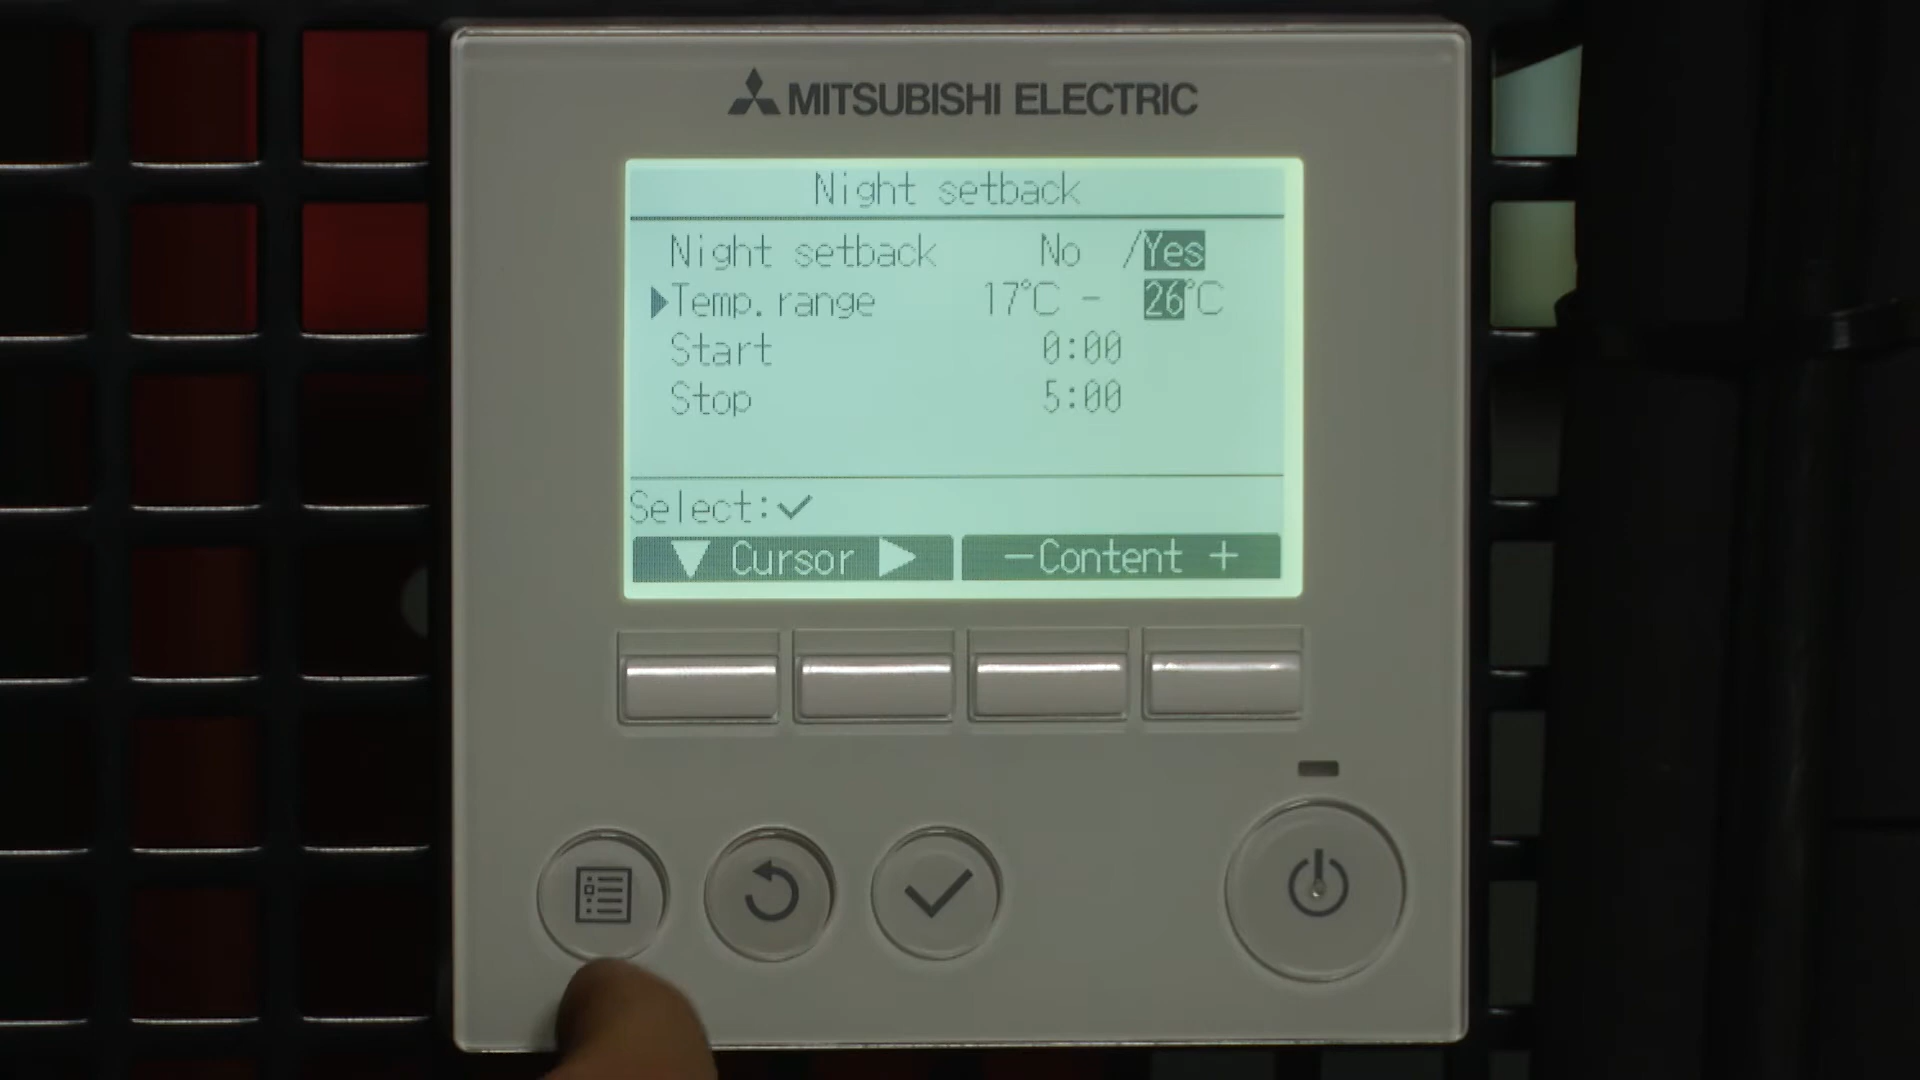 MITSUBISHI ELECTRIC
Night setback
Night setback No / Yes
Temp. range 17°C - 26°C
Start 0:00
Stop 5:00
Select:✓
▼ Cursor ▶ −Content +